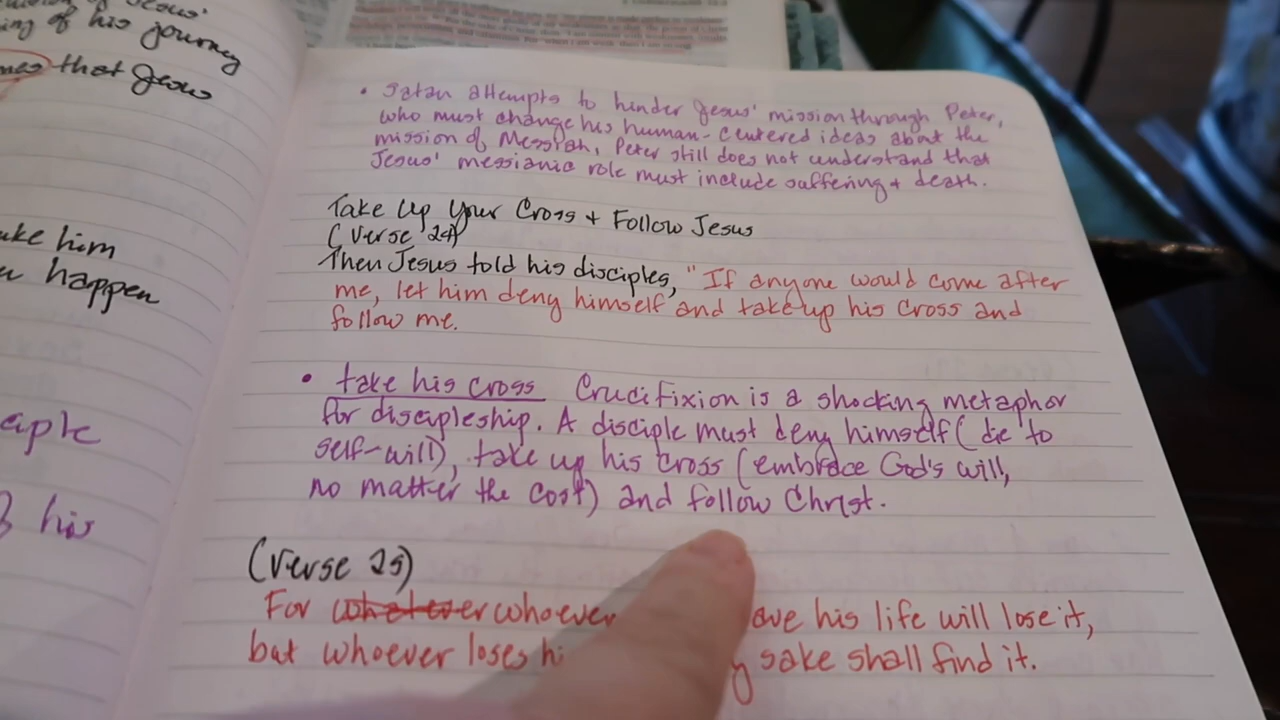 ing of his journey
that Jesus
ke him
happen
his
• Satan attempts to hinder Jesus' mission through Peter,
who must change his human-centered ideas about the
mission of Messiah, Peter still does not understand that
Jesus' messianic role must include suffering + death.
Take Up Your Cross + Follow Jesus
(Verse 24)
Then Jesus told his disciples, "If anyone would come after
me, let him deny himself and take up his cross and
follow me.
• take his cross Crucifixion is a shocking metaphor
for discipleship. A disciple must deny himself (die to
self-will), take up his cross (embrace God's will,
no matter the cost) and follow Christ.
(Verse 25)
For whoever his life will lose it,
but whoever loses sake shall find it.